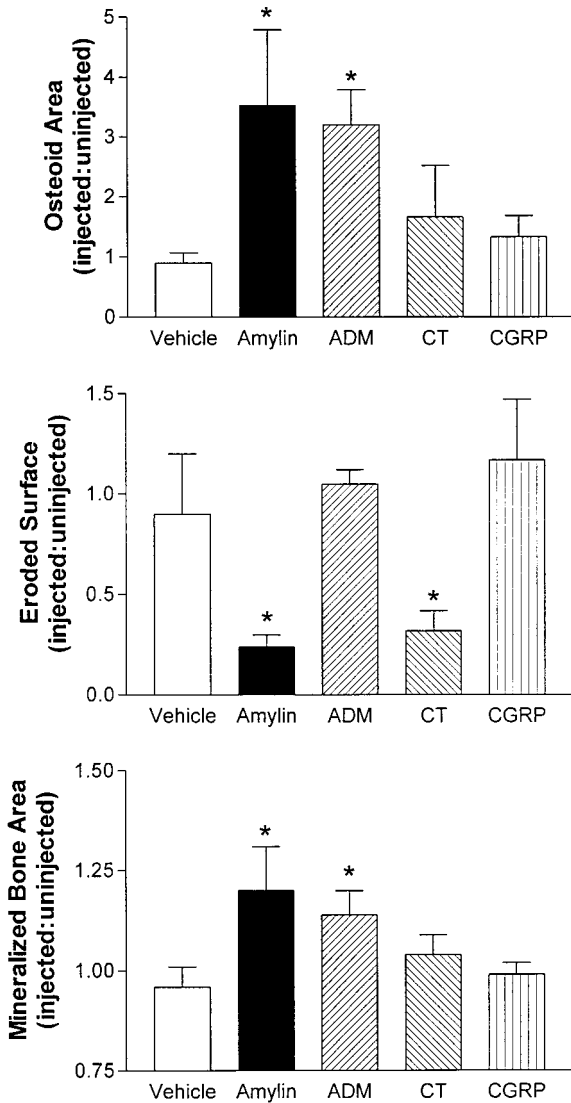 Osteoid Area
(injected:uninjected)
5
4
3
2
1
0
*
*
Vehicle Amylin ADM CT CGRP
Eroded Surface
(injected:uninjected)
1.5
1.0
0.5
0.0
*
*
Vehicle Amylin ADM CT CGRP
Mineralized Bone Area
(injected:uninjected)
1.50
1.25
1.00
0.75
*
*
Vehicle Amylin ADM CT CGRP